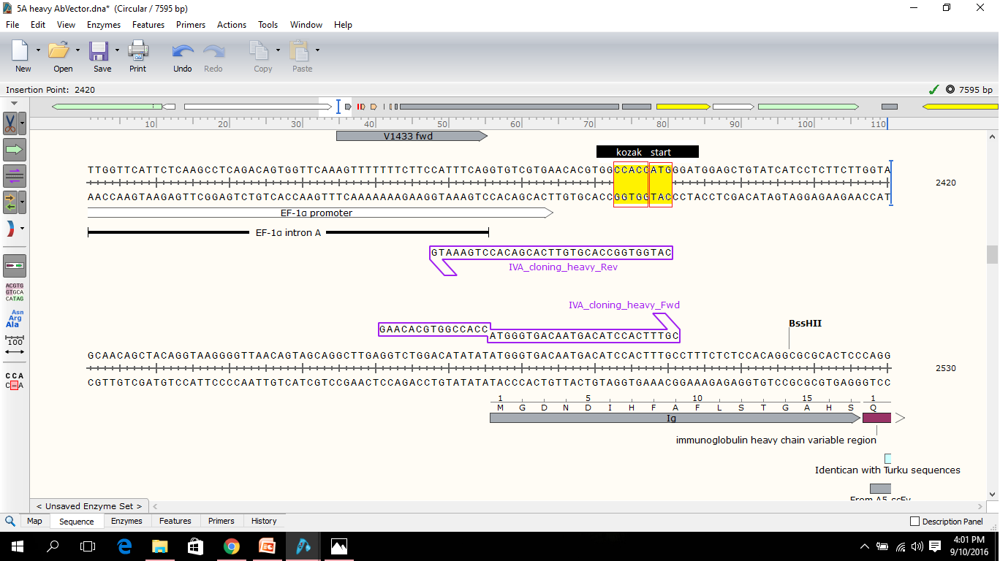 5A heavy AbVector.dna* (Circular / 7595 bp)
File Edit View Enzymes Features Primers Actions Tools Window Help
New Open Save Print Undo Redo Copy Paste
Insertion Point: 2420
7595 bp
10 20 30 40 50 60 70 80 90 100 110
V1433 fwd
kozak start
TTGGTTCATTCTCAAGCCTCAGACAGTGGTTCAAAGTTTTTTTCTTCCATTTCAGGTGTCGTGAACACGTGGCCACCATGGGATGGAGCTGTATCATCCTCTTCTTGGTA
2420
AACCAAGTAAGAGTTCGGAGTCTGTCACCAAGTTTCAAAAAAAGAAGGTAAAGTCCACAGCACTTGTGCACCGGTGGTACCCTACCTCGACATAGTAGGAGAAGAACCAT
EF-1α promoter
EF-1α intron A
GTAAAGTCCACAGCACTTGTGCACCGGTGGTAC
IVA_cloning_heavy_Rev
IVA_cloning_heavy_Fwd
BssHII
GAACACGTGGCCACC
ATGGGTGACAATGACATCCACTTTGC
GCAACAGCTACAGGTAAGGGGTTAACAGTAGCAGGCTTGAGGTCTGGACATATATATGGGTGACAATGACATCCACTTTGCCTTTCTCTCCACAGGCGCGCACTCCCAGG
2530
CGTTGTCGATGTCCATTCCCCAATTGTCATCGTCCGAACTCCAGACCTGTATATATACCCACTGTTACTGTAGGTGAAACGGAAAGAGAGGTGTCCGCGCGTGAGGGTCC
1 5 10 15 1
M G D N D I H F A F L S T G A H S Q
Ig
immunoglobulin heavy chain variable region
Identican with Turku sequences
From A5 scFv
ACGTG
GTGCA
CATAG
Asn
Arg
Ala
100
CCA
C–A
< Unsaved Enzyme Set >
Map Sequence Enzymes Features Primers History
Description Panel
4:01 PM
9/10/2016